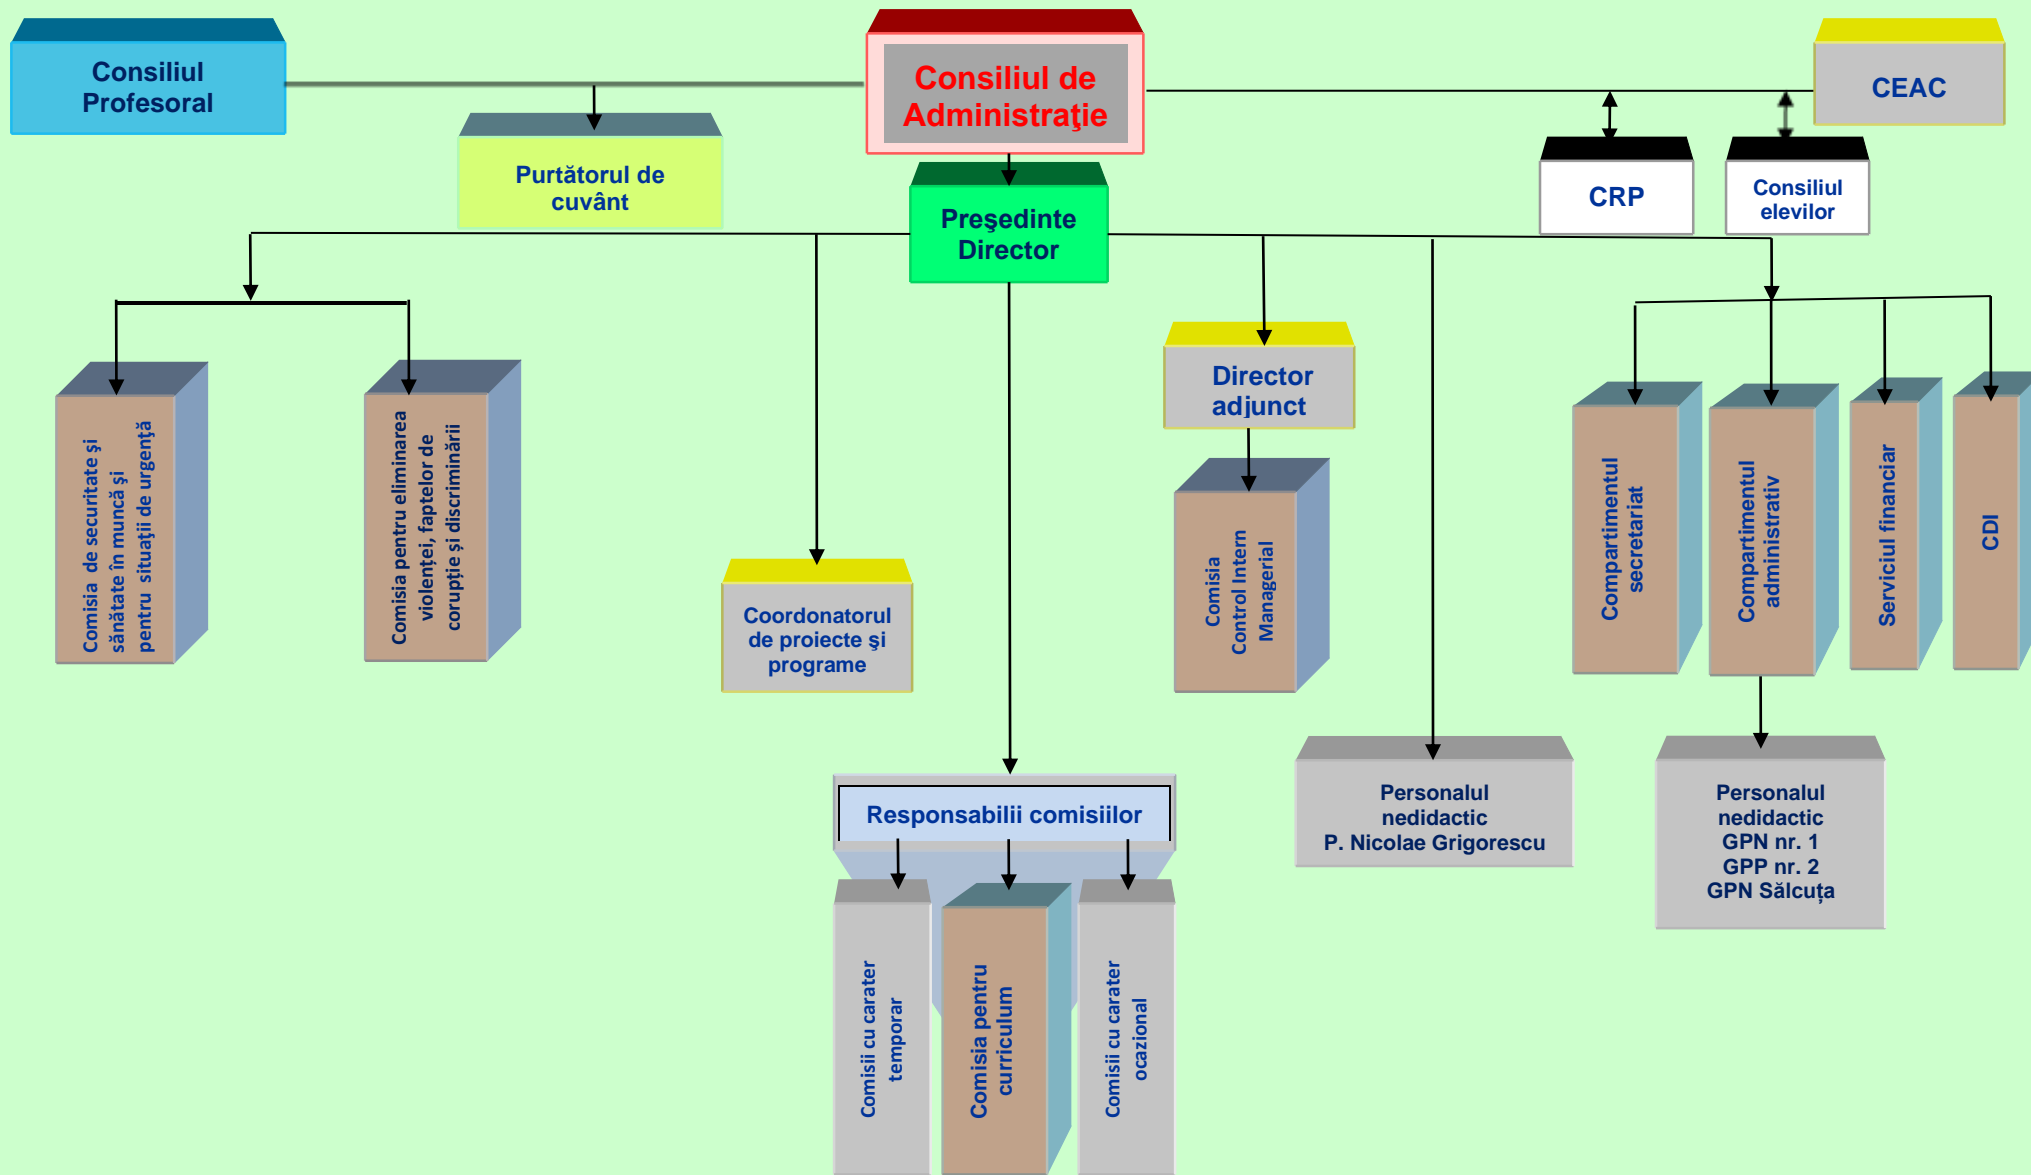 Consiliul
Profesoral
Consiliul de
Administraţie
CEAC
Purtătorul de
cuvânt
CRP
Consiliul
elevilor
Preşedinte
Director
Director
adjunct
Comisia de securitate şi
sănătate în muncă şi
pentru situaţii de urgenţă
Comisia pentru eliminarea
violenței, faptelor de
corupție și discriminării
Coordonatorul
de proiecte şi
programe
Comisia
Control Intern
Managerial
Compartimentul
secretariat
Compartimentul
administrativ
Serviciul financiar
CDI
Responsabilii comisiilor
Personalul
nedidactic
P. Nicolae Grigorescu
Personalul
nedidactic
GPN nr. 1
GPP nr. 2
GPN Sălcuța
Comisii cu carater
temporar
Comisia pentru
curriculum
Comisii cu carater
ocazional